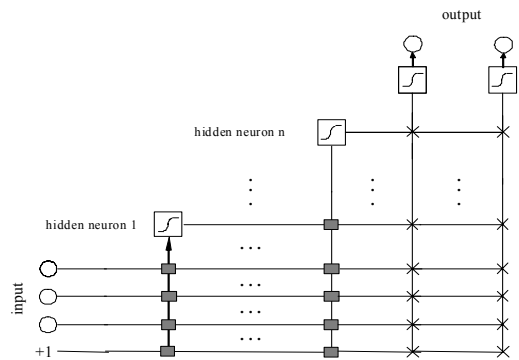 output
hidden neuron n
hidden neuron 1
input
+1